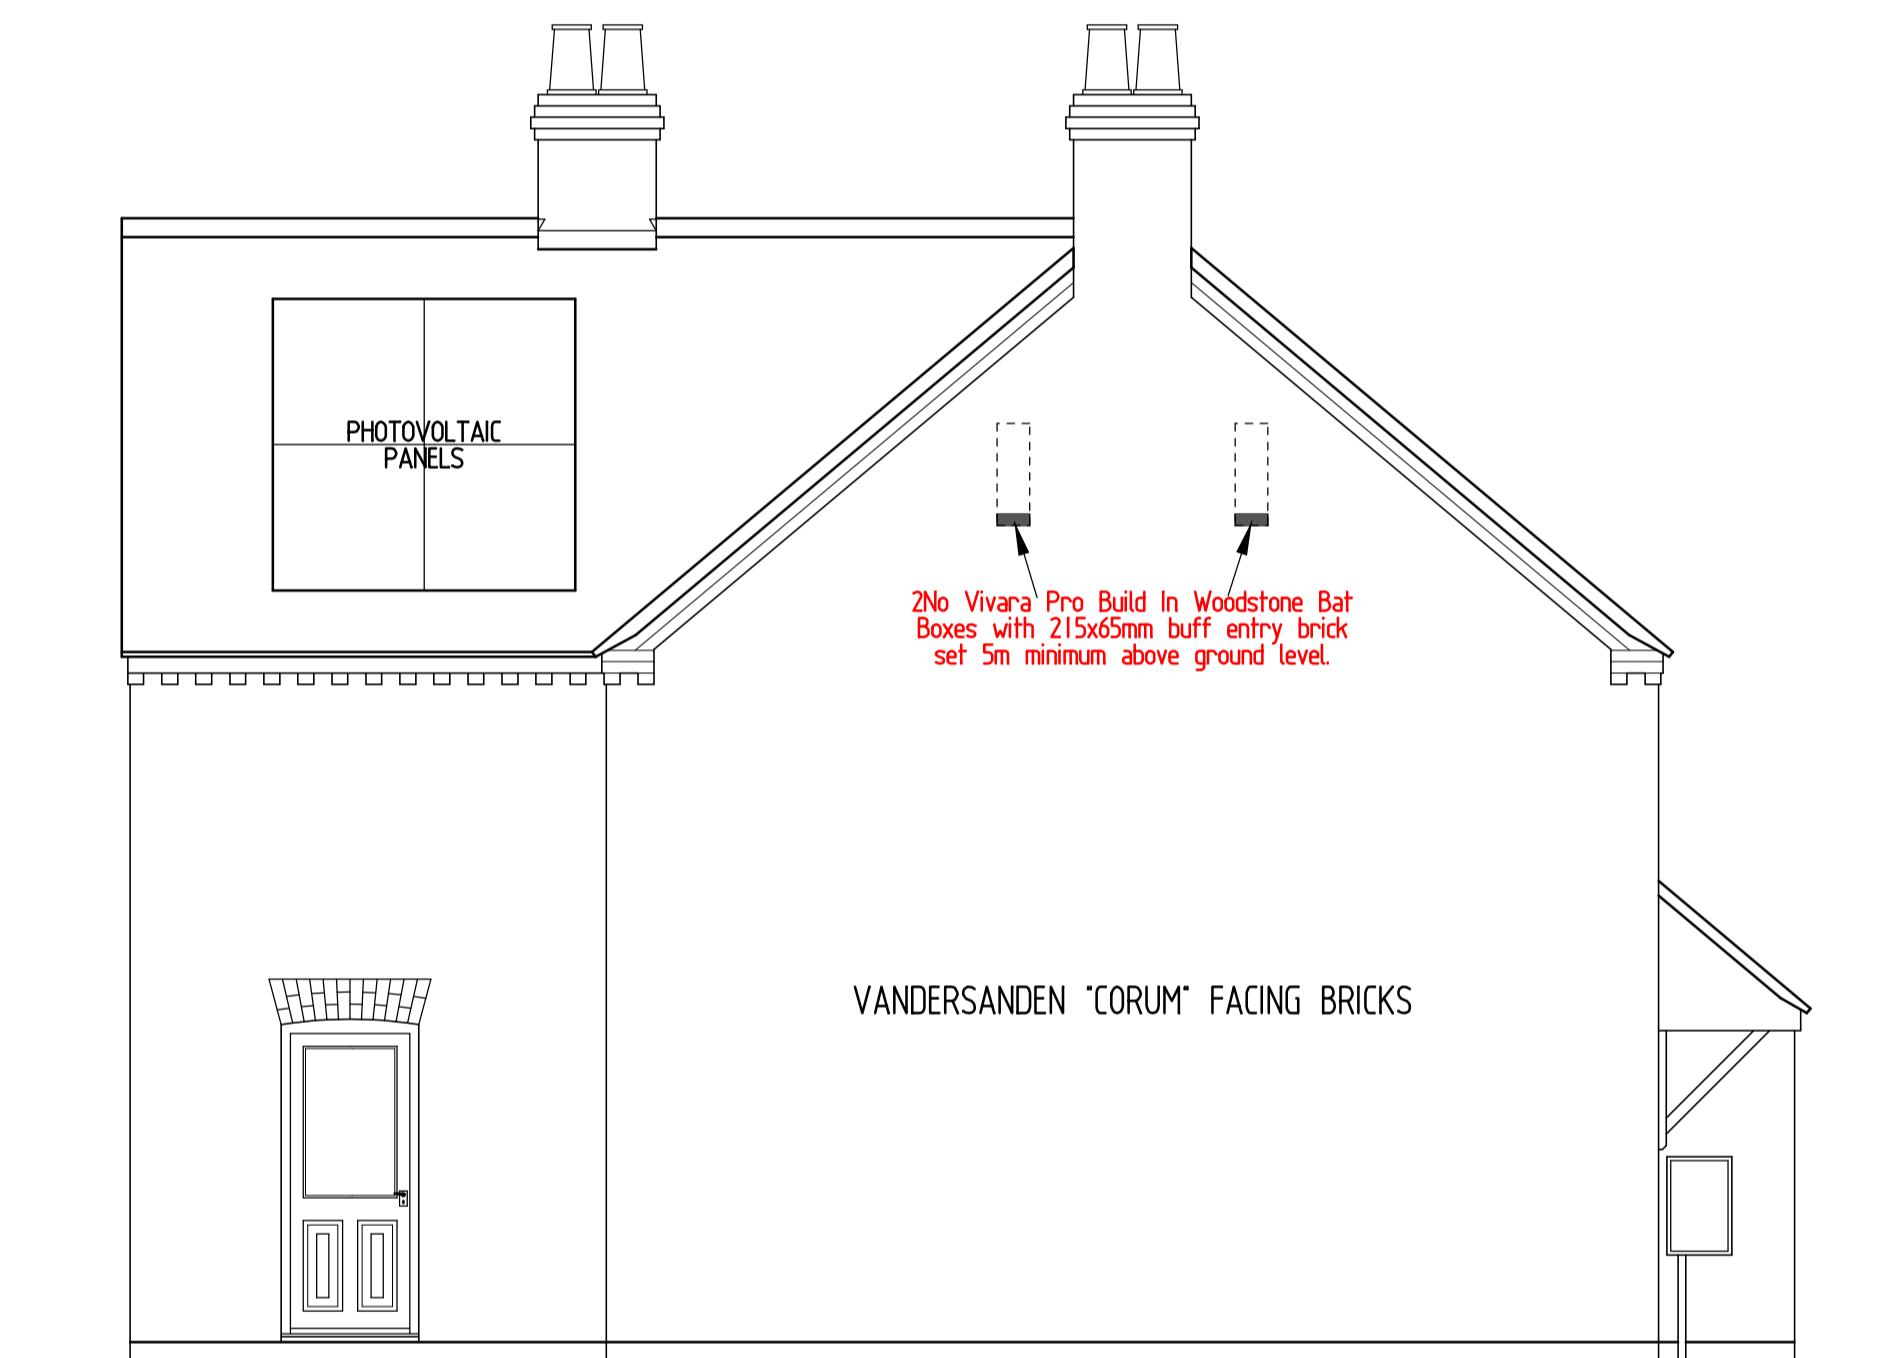 PHOTOVOLTAIC
PANELS
2No Vivara Pro Build In Woodstone Bat
Boxes with 215x65mm buff entry brick
set 5m minimum above ground level.
VANDERSANDEN "CORUM" FACING BRICKS